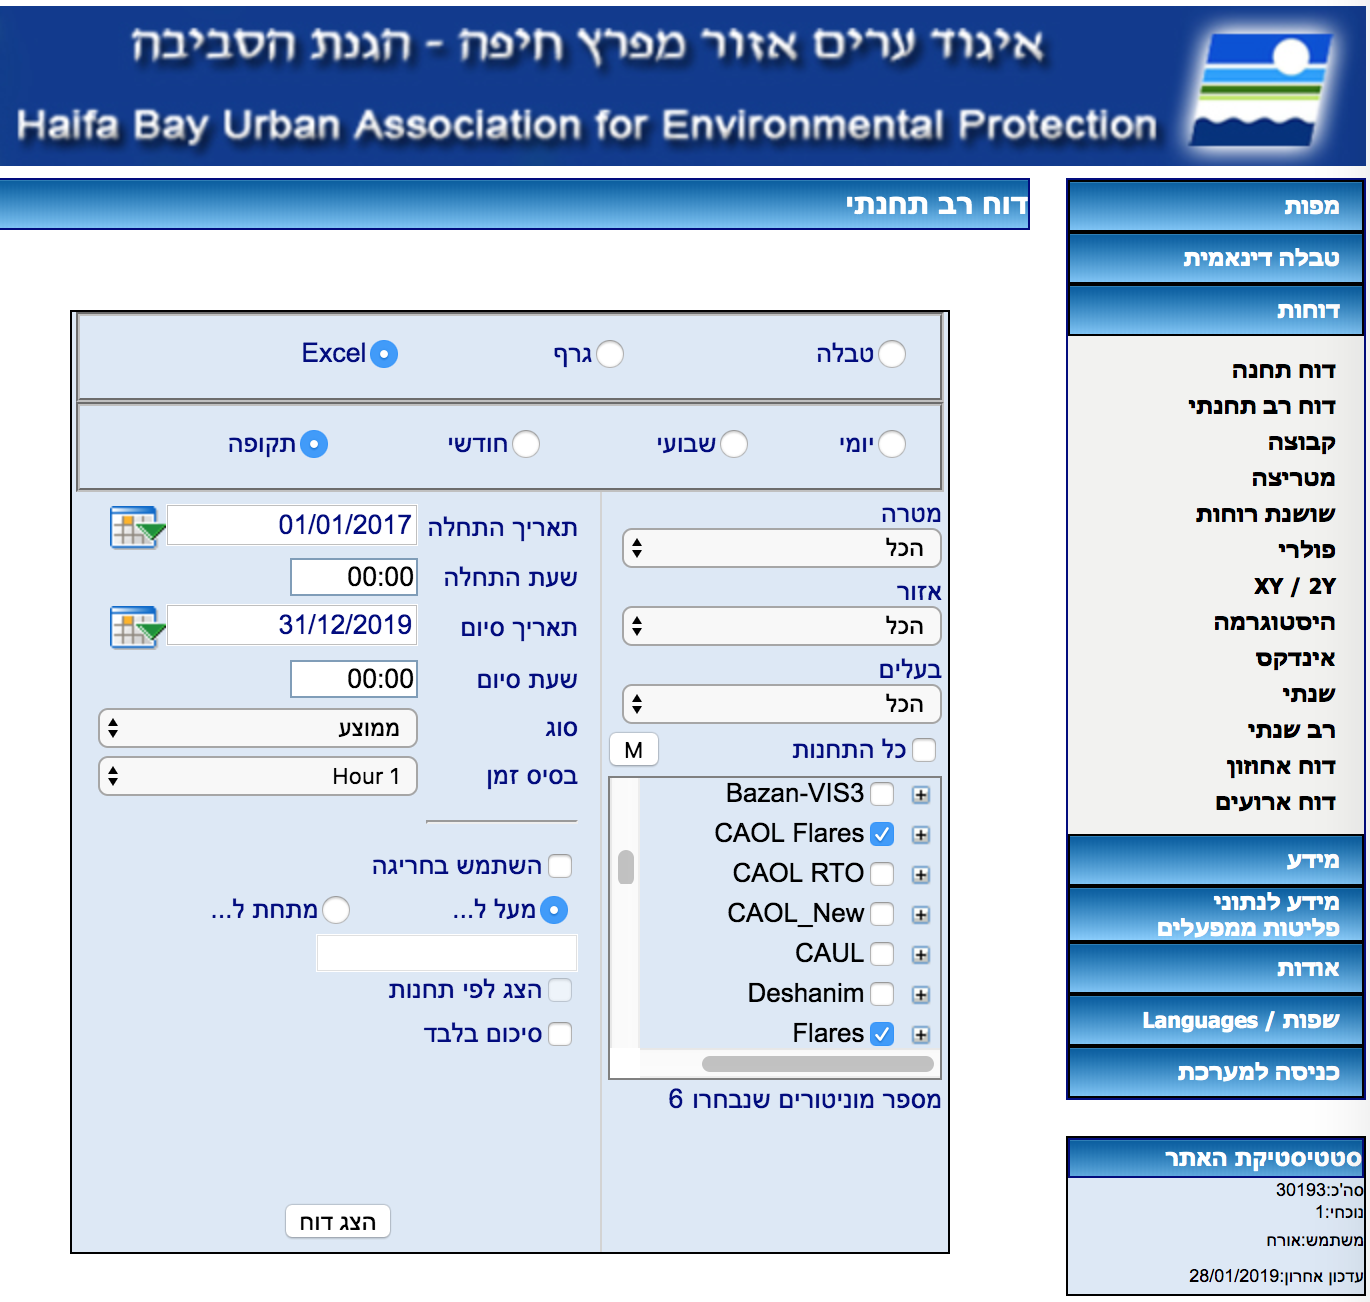 איגוד ערים אזור מפרץ חיפה - הגנת הסביבה
Haifa Bay Urban Association for Environmental Protection
דוח רב תחנתי
מפות
טבלה דינאמית
דוחות
דוח תחנה
דוח רב תחנתי
קבוצה
מטריצה
שושנת רוחות
פולרי
XY / 2Y
היסטוגרמה
אינדקס
שנתי
רב שנתי
דוח אחוזון
דוח ארועים
מידע
מידע לנתוני
פליטות ממפעלים
אודות
שפות / Languages
כניסה למערכת
סטטיסטיקת האתר
סה'כ:30193
נוכחי:1
משתמש:אורח
עדכון אחרון:28/01/2019
טבלה גרף Excel
יומי שבועי חודשי תקופה
מטרה
הכל
אזור
הכל
בעלים
הכל
כל התחנות M
Bazan-VIS3
CAOL Flares
CAOL RTO
CAOL_New
CAUL
Deshanim
Flares
מספר מוניטורים שנבחרו 6
תאריך התחלה 01/01/2017
שעת התחלה 00:00
תאריך סיום 31/12/2019
שעת סיום 00:00
סוג ממוצע
בסיס זמן 1 Hour
השתמש בחריגה
מעל ל... מתחת ל...
הצג לפי תחנות
סיכום בלבד
הצג דוח